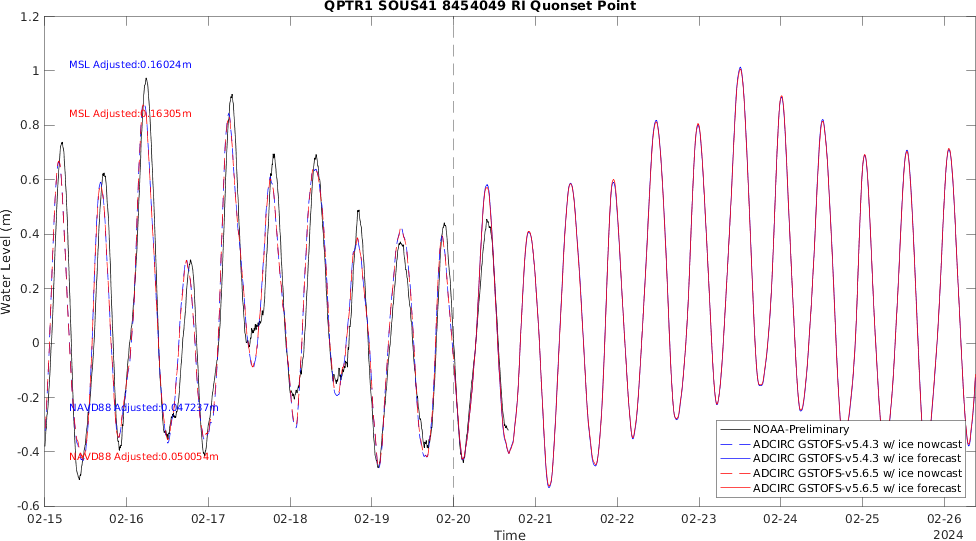 QPTR1 SOUS41 8454049 RI Quonset Point
1.2
1
0.8
0.6
0.4
0.2
0
-0.2
-0.4
-0.6
Water Level (m)
MSL Adjusted:0.16024m
MSL Adjusted:0.16305m
NAVD88 Adjusted:0.047237m
NAVD88 Adjusted:0.050054m
NOAA-Preliminary
ADCIRC GSTOFS-v5.4.3 w/ ice nowcast
ADCIRC GSTOFS-v5.4.3 w/ ice forecast
ADCIRC GSTOFS-v5.6.5 w/ ice nowcast
ADCIRC GSTOFS-v5.6.5 w/ ice forecast
02-15 02-16 02-17 02-18 02-19 02-20 02-21 02-22 02-23 02-24 02-25 02-26
Time
2024